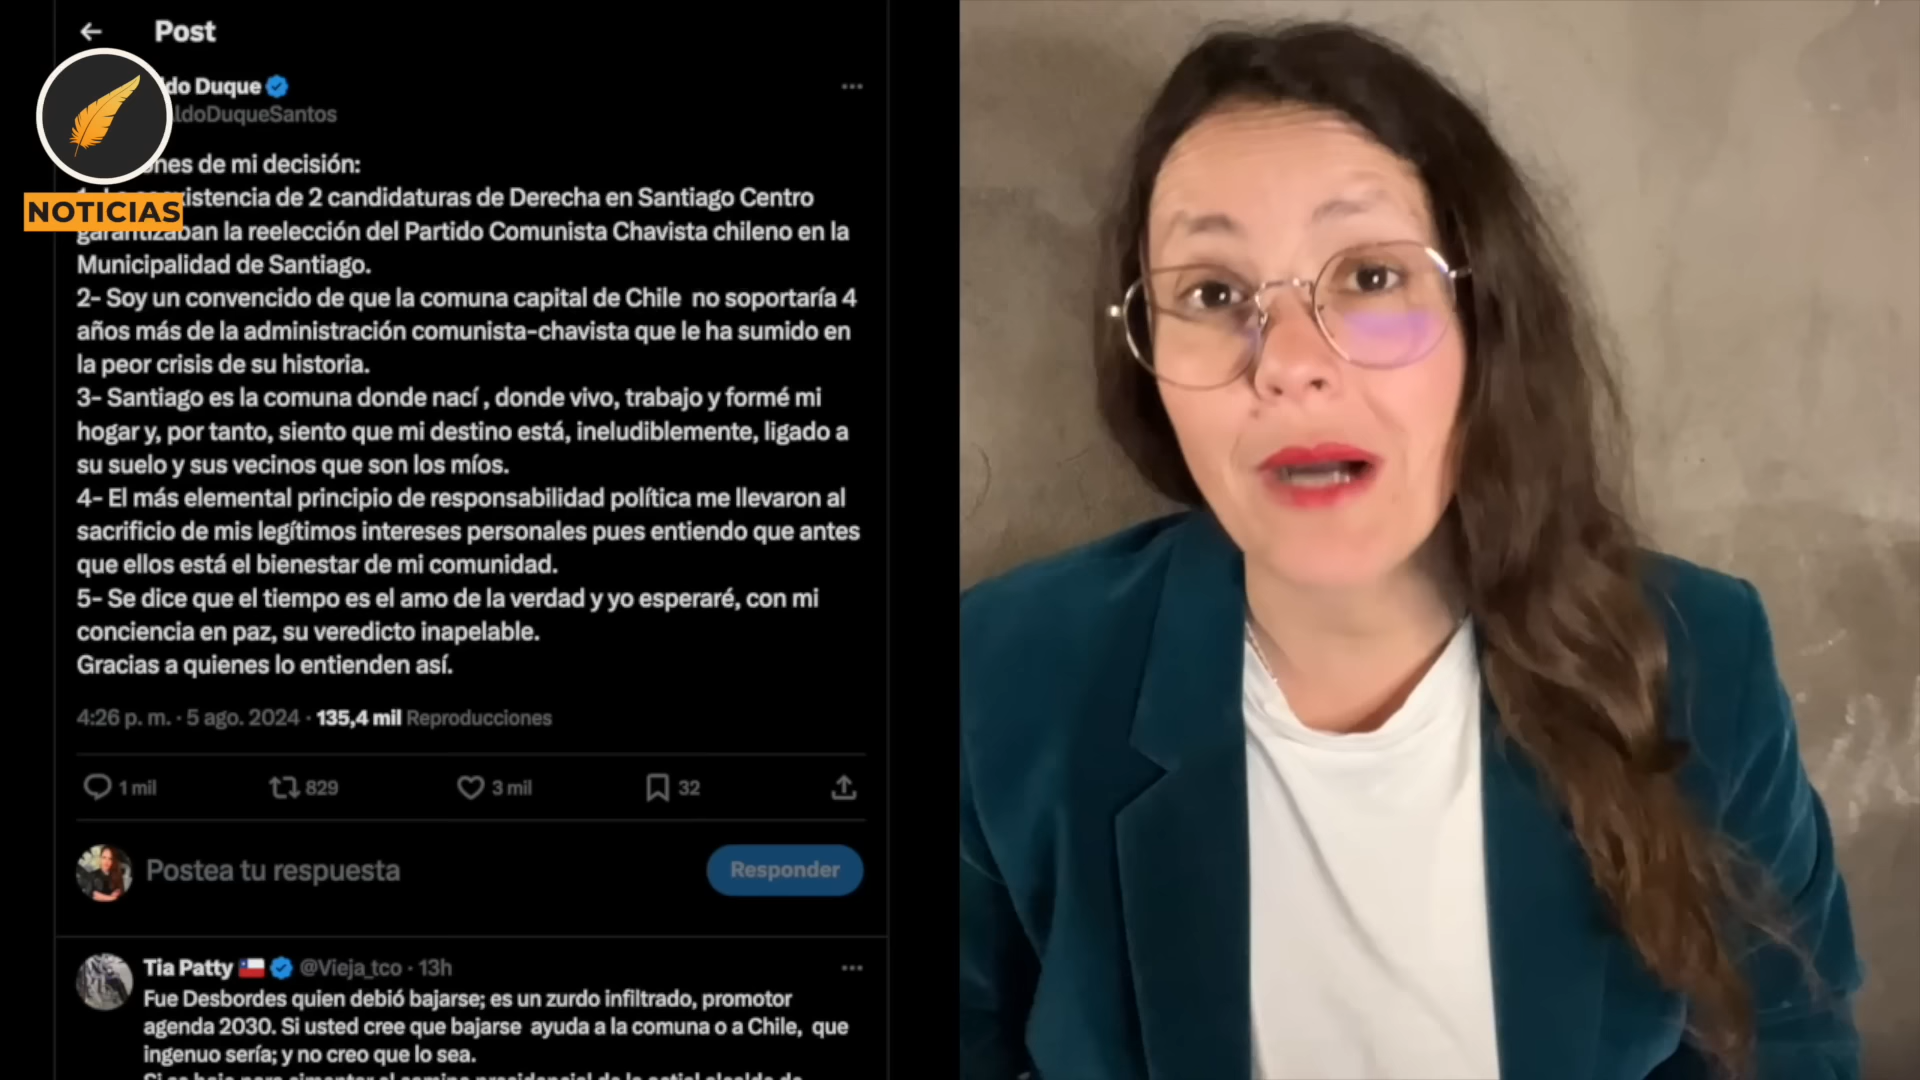 Post
do Duque
ldoDuqueSantos
nes de mi decisión:
NOTICIAS
xistencia de 2 candidaturas de Derecha en Santiago Centro
garantizaban la reelección del Partido Comunista Chavista chileno en la
Municipalidad de Santiago.
2- Soy un convencido de que la comuna capital de Chile no soportaría 4
años más de la administración comunista-chavista que le ha sumido en
la peor crisis de su historia.
3- Santiago es la comuna donde nací , donde vivo, trabajo y formé mi
hogar y, por tanto, siento que mi destino está, ineludiblemente, ligado a
su suelo y sus vecinos que son los míos.
4- El más elemental principio de responsabilidad política me llevaron al
sacrificio de mis legítimos intereses personales pues entiendo que antes
que ellos está el bienestar de mi comunidad.
5- Se dice que el tiempo es el amo de la verdad y yo esperaré, con mi
conciencia en paz, su veredicto inapelable.
Gracias a quienes lo entienden así.
4:26 p. m. · 5 ago. 2024 · 135,4 mil Reproducciones
1 mil 829 3 mil 32
Postea tu respuesta
Responder
Tia Patty @Vieja_tco · 13h
Fue Desbordes quien debió bajarse; es un zurdo infiltrado, promotor
agenda 2030. Si usted cree que bajarse ayuda a la comuna o a Chile, que
ingenuo sería; y no creo que lo sea.